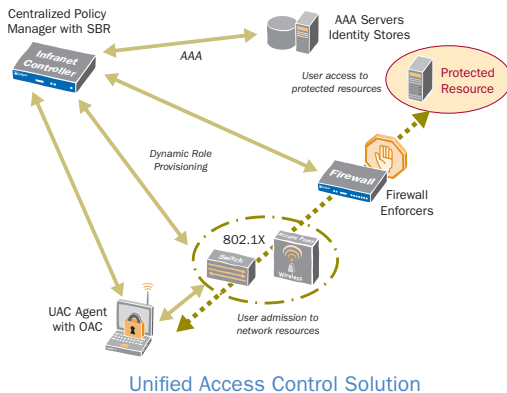 Centralized Policy
Manager with SBR
Infranet
Controller
AAA
AAA Servers
Identity Stores
User access to
protected resources
Protected
Resource
Dynamic Role
Provisioning
Firewall
Firewall
Enforcers
802.1X
Switch
Access Point
Wireless
UAC Agent
with OAC
User admission to
network resources
Unified Access Control Solution